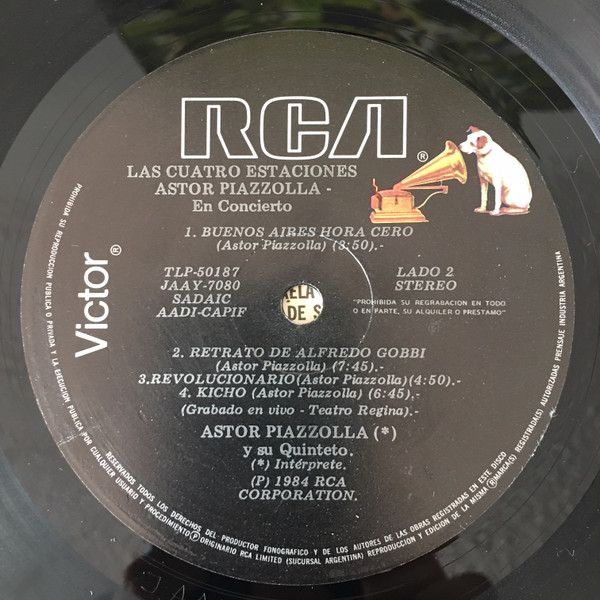 RCA®
LAS CUATRO ESTACIONES
ASTOR PIAZZOLLA -
En Concierto
1. BUENOS AIRES HORA CERO
(Astor Piazzolla) (8:50).-
TLP-50187
JAAY-7080
SADAIC
AADI-CAPIF
LADO 2
STEREO
"PROHIBIDA SU REGRABACION EN TODO
O EN PARTE, SU ALQUILER O PRESTAMO"
ELA
DE S
2. RETRATO DE ALFREDO GOBBI
(Astor Piazzolla) (7:45).-
3.REVOLUCIONARIO(Astor Piazzolla)(4:50).-
4. KICHO (Astor Piazzolla) (6:45).-
(Grabado en vivo - Teatro Regina).-
ASTOR PIAZZOLLA (*)
y su Quinteto.
(*) Intérprete.
(P) 1984 RCA
CORPORATION.
Victor®
PROHIBIDA SU REPRODUCCION PUBLICA O PRIVADA Y LA EJECUCION PUBLICA POR CUALQUIER USUARIO Y PROCEDIMIENTO
RESERVADOS TODOS LOS DERECHOS DEL PRODUCTOR FONOGRAFICO Y DE LOS AUTORES DE LAS OBRAS REGISTRADAS EN ESTE DISCO
Ⓟ ORIGINARIO RCA LIMITED (SUCURSAL ARGENTINA) REPRODUCCION Y EDICION DE LA MISMA ® MARCA(S) REGISTRADA(S) AUTORIZADAS PRENSAJE INDUSTRIA ARGENTINA